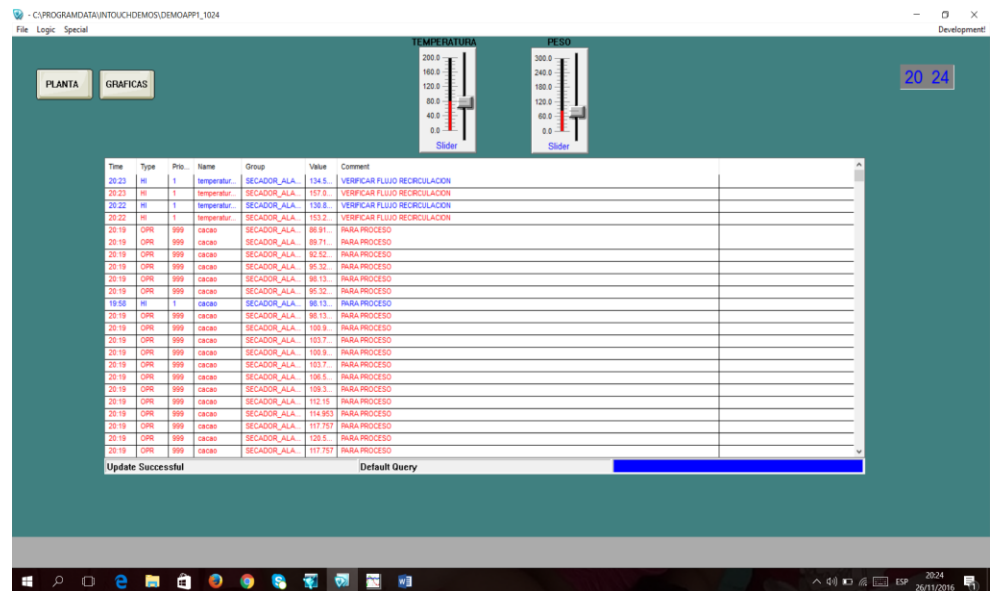 - C:\PROGRAMDATA\INTOUCHDEMOS\DEMOAPP1_1024
File Logic Special Development!
TEMPERATURA PESO
PLANTA GRAFICAS
20 24
200.0 300.0
160.0 240.0
120.0 180.0
80.0 120.0
40.0 60.0
0.0 0.0
Slider Slider
Time Type Prio... Name Group Value Comment
20:23 HI 1 temperatur... SECADOR_ALA... 134.5... VERIFICAR FLUJO RECIRCULACION
20:23 HI 1 temperatur... SECADOR_ALA... 157.0... VERIFICAR FLUJO RECIRCULACION
20:22 HI 1 temperatur... SECADOR_ALA... 130.8... VERIFICAR FLUJO RECIRCULACION
20:22 HI 1 temperatur... SECADOR_ALA... 153.2... VERIFICAR FLUJO RECIRCULACION
20:19 OPR 999 cacao SECADOR_ALA... 86.91... PARA PROCESO
20:19 OPR 999 cacao SECADOR_ALA... 89.71... PARA PROCESO
20:19 OPR 999 cacao SECADOR_ALA... 92.52... PARA PROCESO
20:19 OPR 999 cacao SECADOR_ALA... 95.32... PARA PROCESO
20:19 OPR 999 cacao SECADOR_ALA... 98.13... PARA PROCESO
20:19 OPR 999 cacao SECADOR_ALA... 95.32... PARA PROCESO
19:58 HI 1 cacao SECADOR_ALA... 98.13... PARA PROCESO
20:19 OPR 999 cacao SECADOR_ALA... 98.13... PARA PROCESO
20:19 OPR 999 cacao SECADOR_ALA... 100.9... PARA PROCESO
20:19 OPR 999 cacao SECADOR_ALA... 103.7... PARA PROCESO
20:19 OPR 999 cacao SECADOR_ALA... 100.9... PARA PROCESO
20:19 OPR 999 cacao SECADOR_ALA... 103.7... PARA PROCESO
20:19 OPR 999 cacao SECADOR_ALA... 106.5... PARA PROCESO
20:19 OPR 999 cacao SECADOR_ALA... 109.3... PARA PROCESO
20:19 OPR 999 cacao SECADOR_ALA... 112.15 PARA PROCESO
20:19 OPR 999 cacao SECADOR_ALA... 114.953 PARA PROCESO
20:19 OPR 999 cacao SECADOR_ALA... 117.757 PARA PROCESO
20:19 OPR 999 cacao SECADOR_ALA... 120.5... PARA PROCESO
20:19 OPR 999 cacao SECADOR_ALA... 117.757 PARA PROCESO
Update Successful Default Query
ESP 20:24
26/11/2016